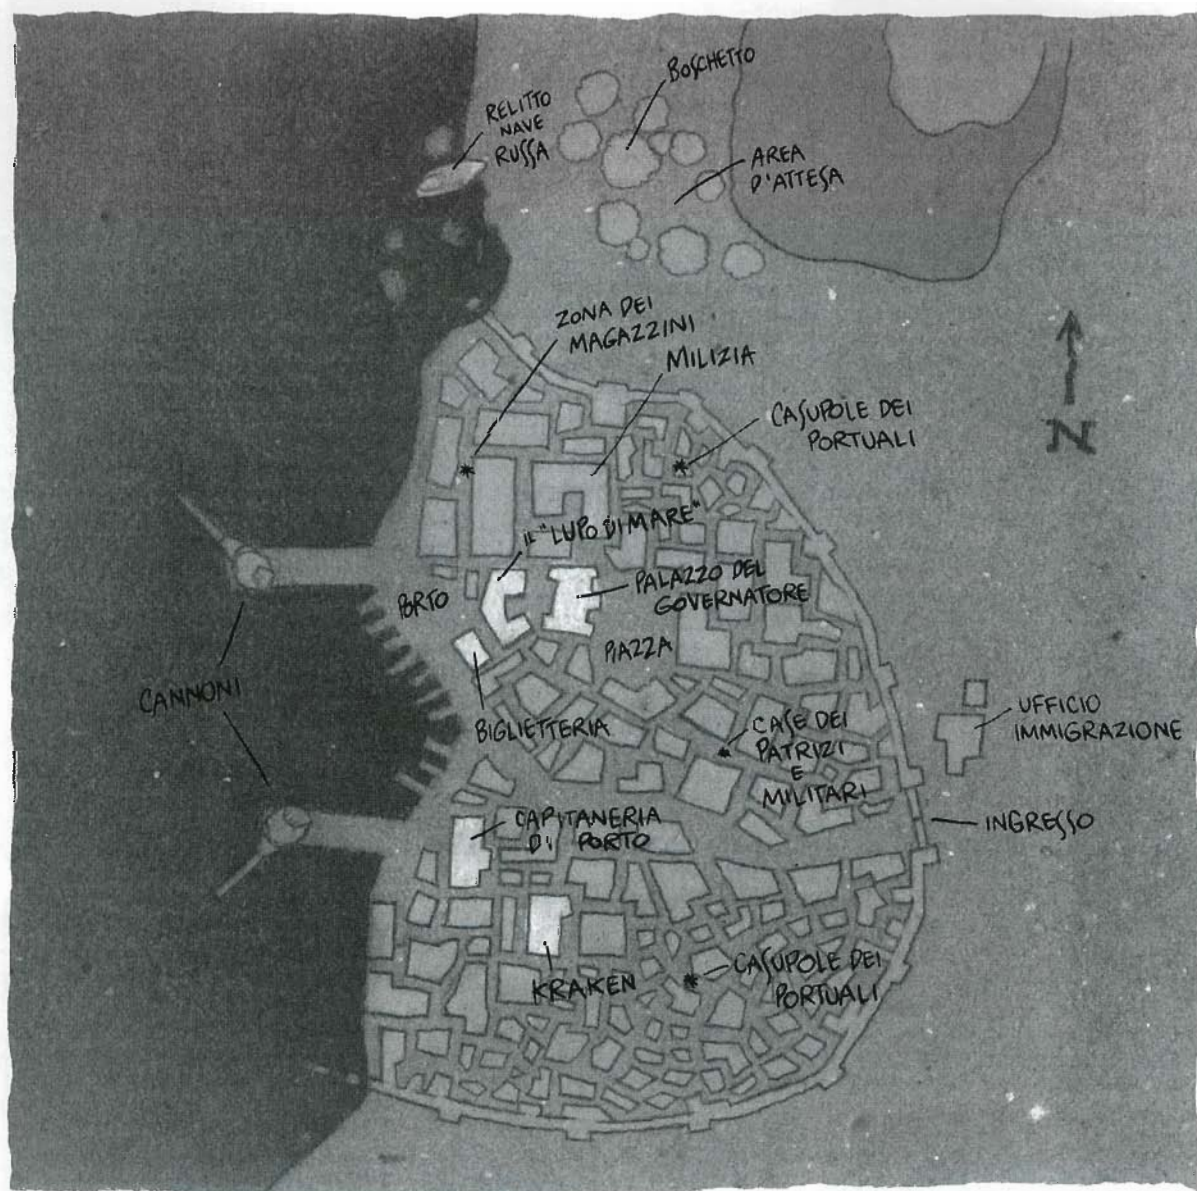 BOSCHETTO
RELITTO
NAVE
RUSSA
AREA
D'ATTESA
ZONA DEI
MAGAZZINI
MILIZIA
CASUPOLE DEI
PORTUALI
N
IL "LUPO DI MARE"
PALAZZO DEL
GOVERNATORE
PORTO
PIAZZA
CANNONI
BIGLIETTERIA
CASE DEI
PATRIZI
E
MILITARI
UFFICIO
IMMIGRAZIONE
CAPITANERIA
DI PORTO
INGRESSO
KRAKEN
CASUPOLE DEI
PORTUALI